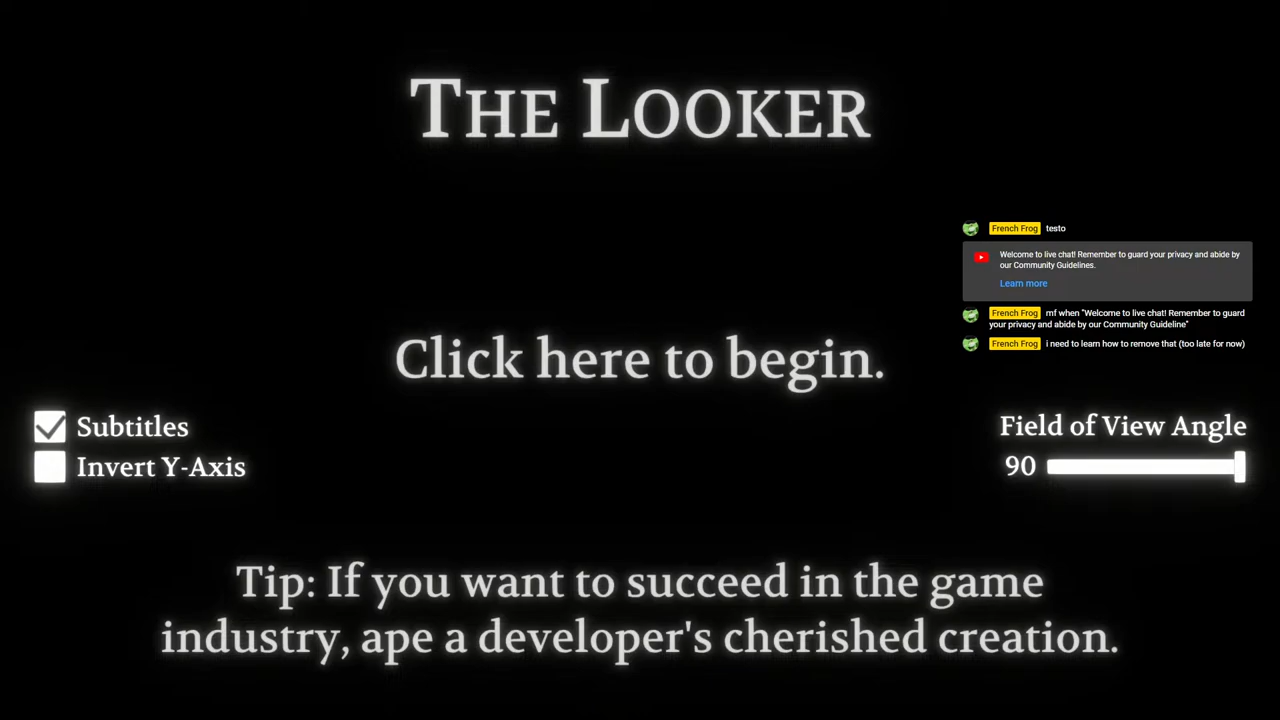 THE LOOKER
French Frog testo
Welcome to live chat! Remember to guard your privacy and abide by
our Community Guidelines.
Learn more
French Frog mf when "Welcome to live chat! Remember to guard
your privacy and abide by our Community Guideline"
French Frog i need to learn how to remove that (too late for now)
Click here to begin.
Subtitles
Invert Y-Axis
Field of View Angle
90
Tip: If you want to succeed in the game
industry, ape a developer's cherished creation.